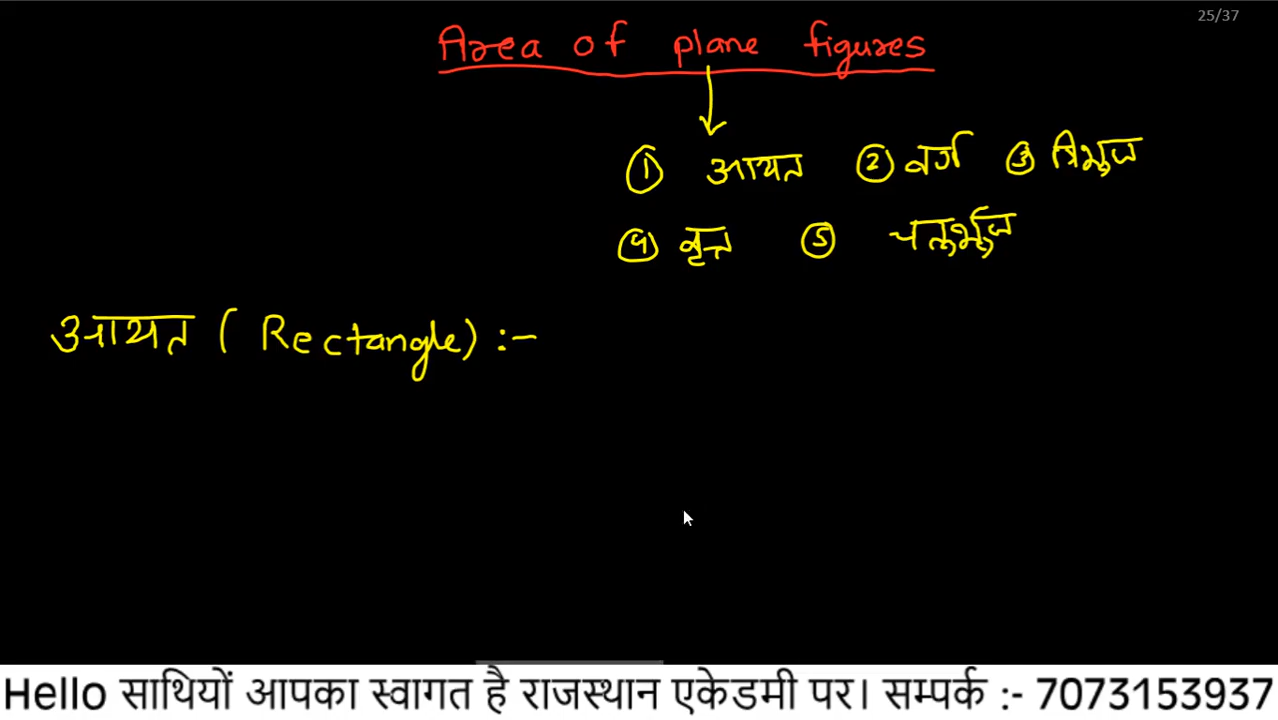 25/37
Area of plane figures
① आयत ② वर्ग ③ त्रिभुज
④ वृत्त ⑤ चतुर्भुज
आयत ( Rectangle) :-
Hello साथियों आपका स्वागत है राजस्थान एकेडमी पर। सम्पर्क :- 7073153937